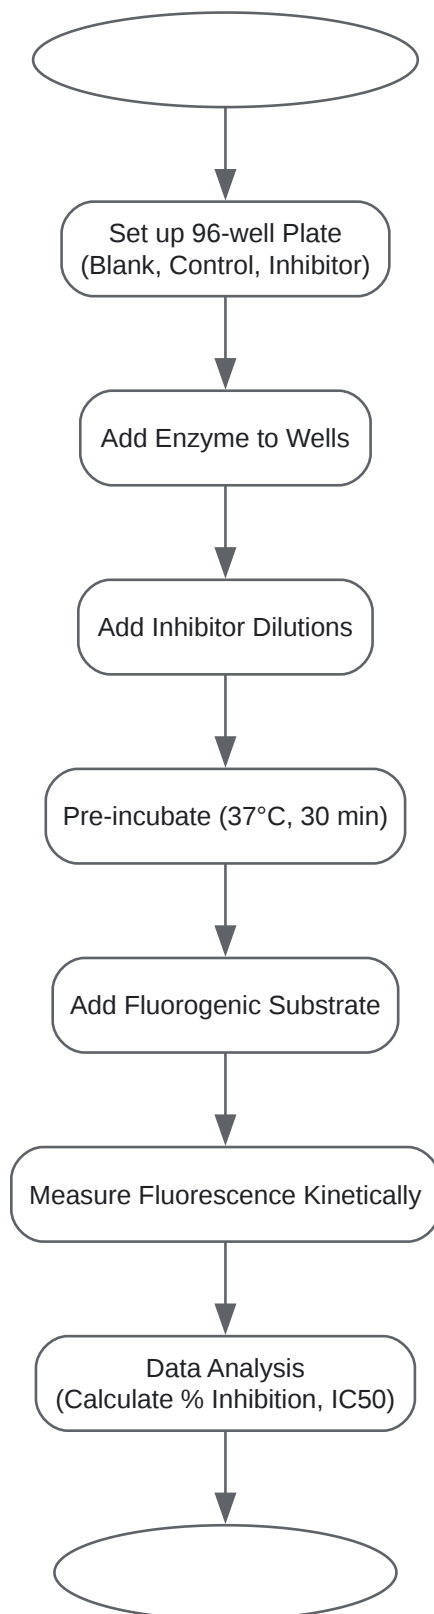 Set up 96-well Plate
(Blank, Control, Inhibitor)
Add Enzyme to Wells
Add Inhibitor Dilutions
Pre-incubate (37°C, 30 min)
Add Fluorogenic Substrate
Measure Fluorescence Kinetically
Data Analysis
(Calculate % Inhibition, IC50)